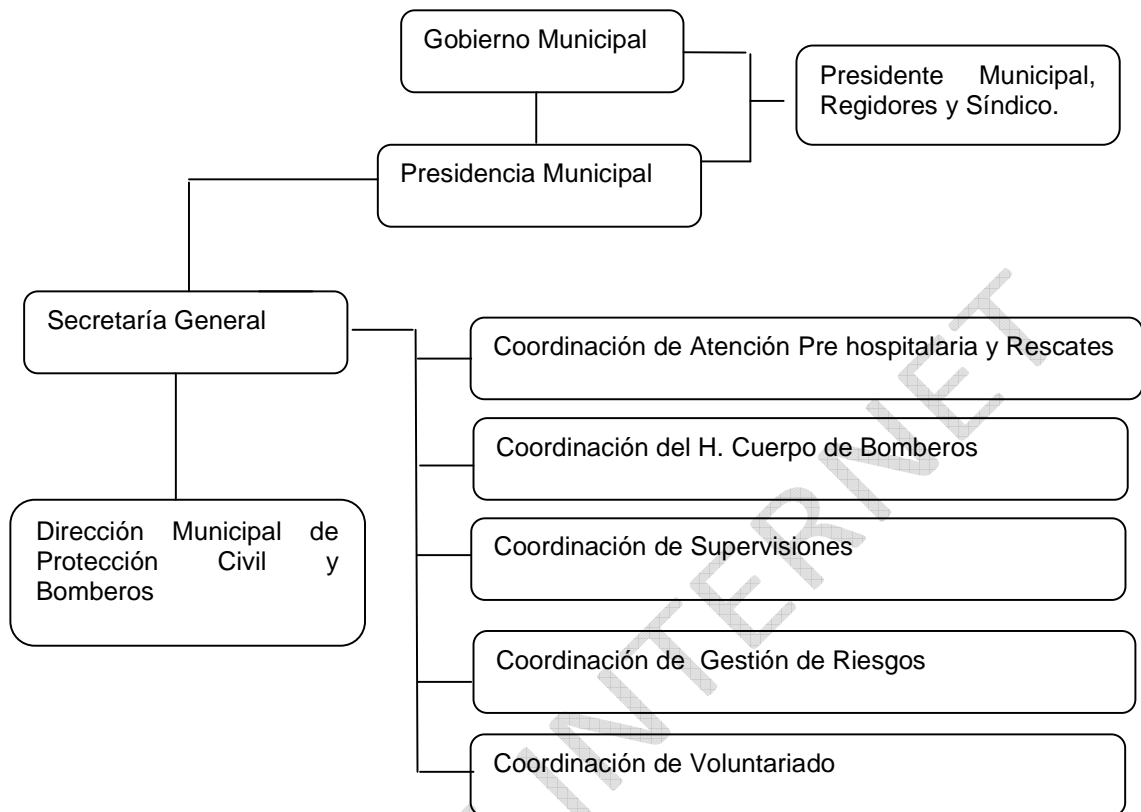 Gobierno Municipal
Presidente Municipal,
Regidores y Síndico.
Presidencia Municipal
Secretaría General
Coordinación de Atención Pre hospitalaria y Rescates
Coordinación del H. Cuerpo de Bomberos
Dirección Municipal de
Protección Civil y
Bomberos
Coordinación de Supervisiones
Coordinación de Gestión de Riesgos
Coordinación de Voluntariado
INTERNET